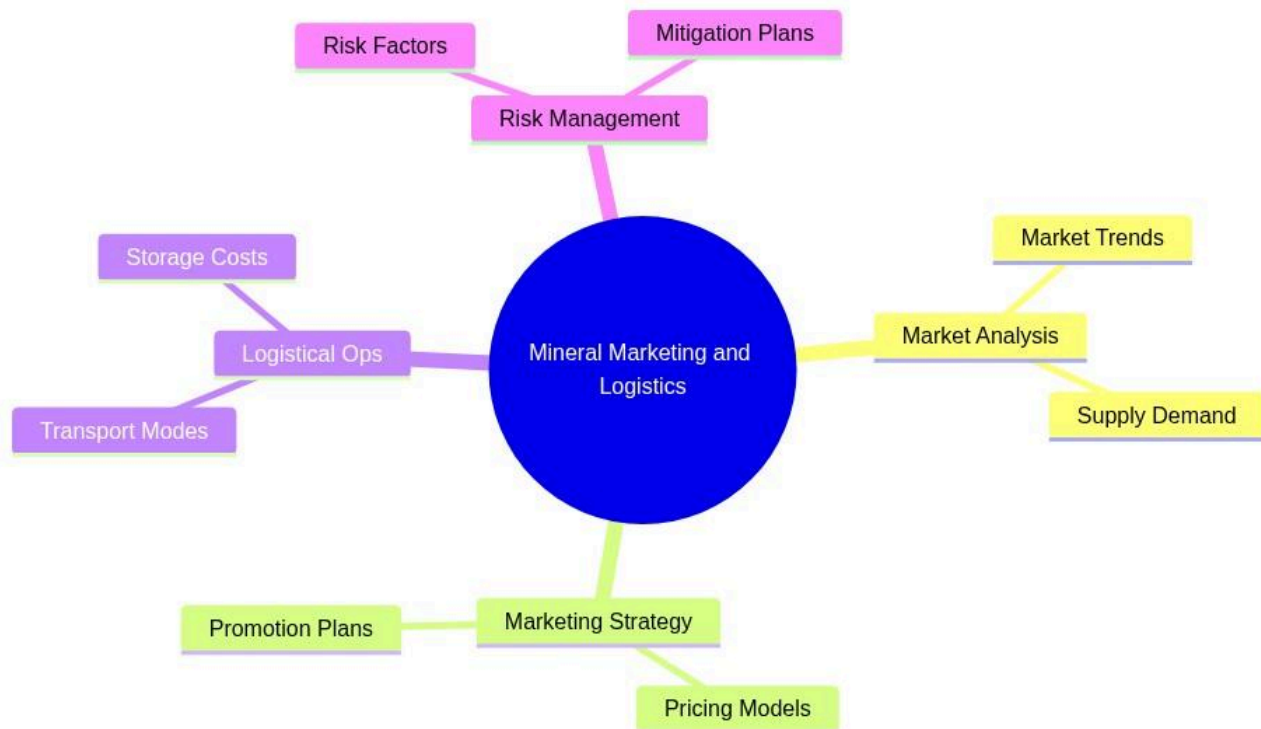 Mitigation Plans
Risk Factors
Risk Management
Market Trends
Storage Costs
Market Analysis
Logistical Ops
Mineral Marketing and
Logistics
Supply Demand
Transport Modes
Marketing Strategy
Promotion Plans
Pricing Models